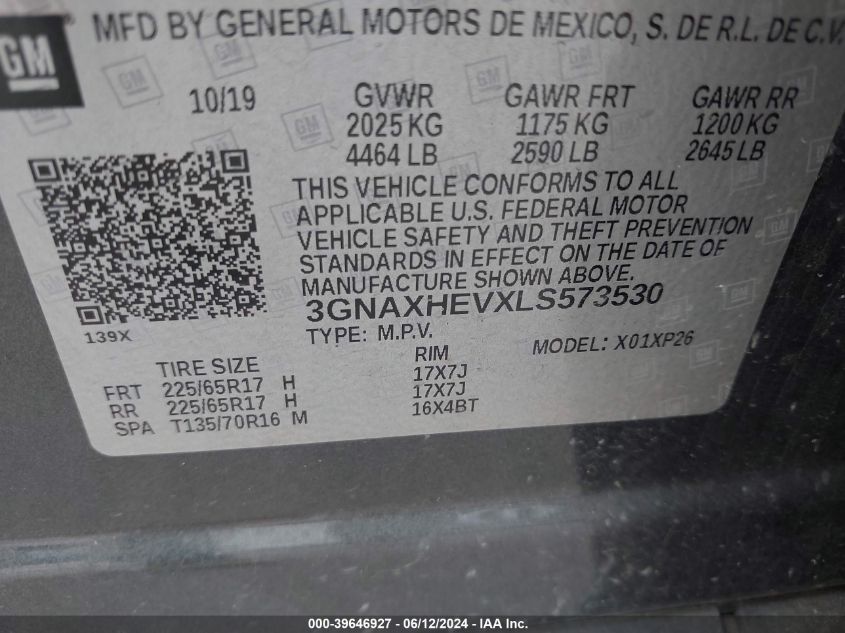 GM
MFD BY GENERAL MOTORS DE MEXICO, S. DE R.L. DE C.V.
10/19 GVWR GAWR FRT GAWR RR
2025 KG 1175 KG 1200 KG
4464 LB 2590 LB 2645 LB
THIS VEHICLE CONFORMS TO ALL
APPLICABLE U.S. FEDERAL MOTOR
VEHICLE SAFETY AND THEFT PREVENTION
STANDARDS IN EFFECT ON THE DATE OF
MANUFACTURE SHOWN ABOVE.
3GNAXHEVXLS573530
139X
TYPE: M.P.V. MODEL: X01XP26
TIRE SIZE RIM
FRT 225/65R17 H 17X7J
RR 225/65R17 H 17X7J
SPA T135/70R16 M 16X4BT
000-39646927 - 06/12/2024 - Copyright © 2024 IAA, Inc.